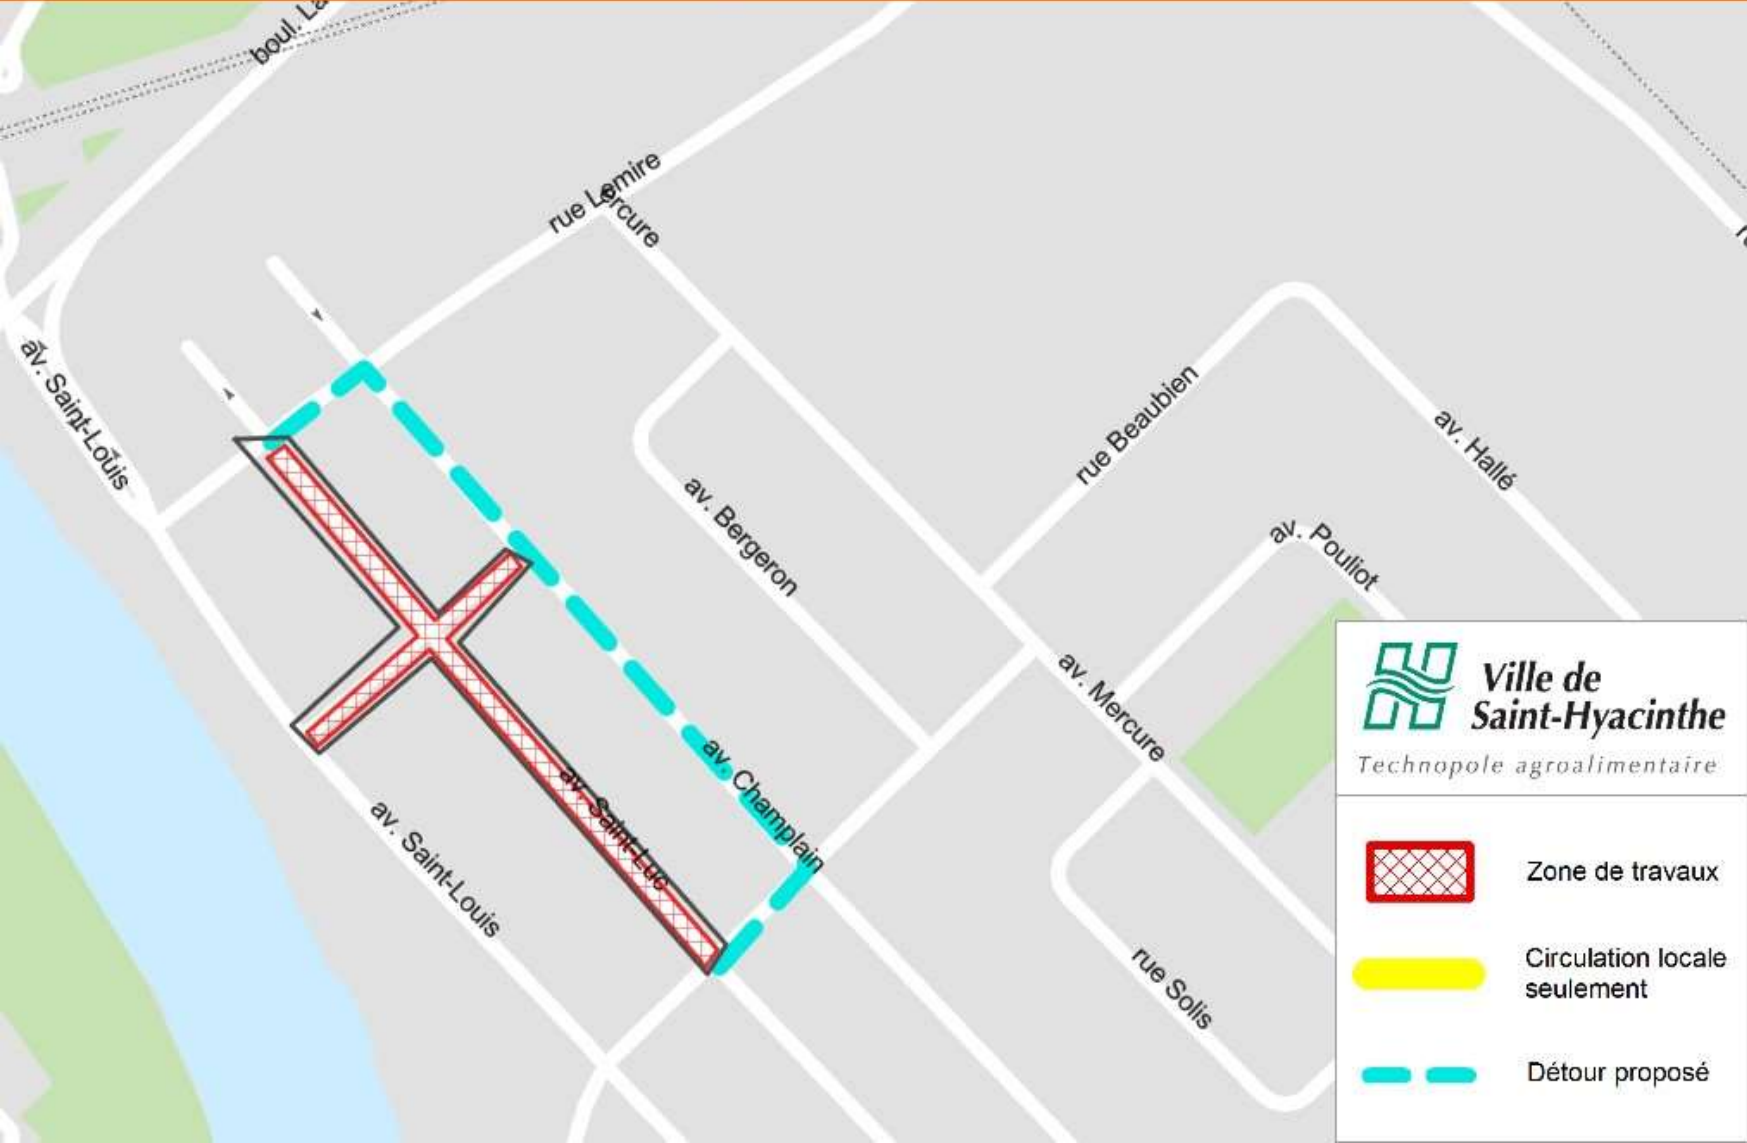 boul. La
rue Lemire
ercure
av. Saint-Louis
rue Beaubien
av. Hallé
av. Bergeron
av. Pouliot
av. Mercure
av. Champlain
av. Saint-Luc
av. Saint-Louis
rue Solis
Ville de
Saint-Hyacinthe
Technopole agroalimentaire
Zone de travaux
Circulation locale
seulement
Détour proposé